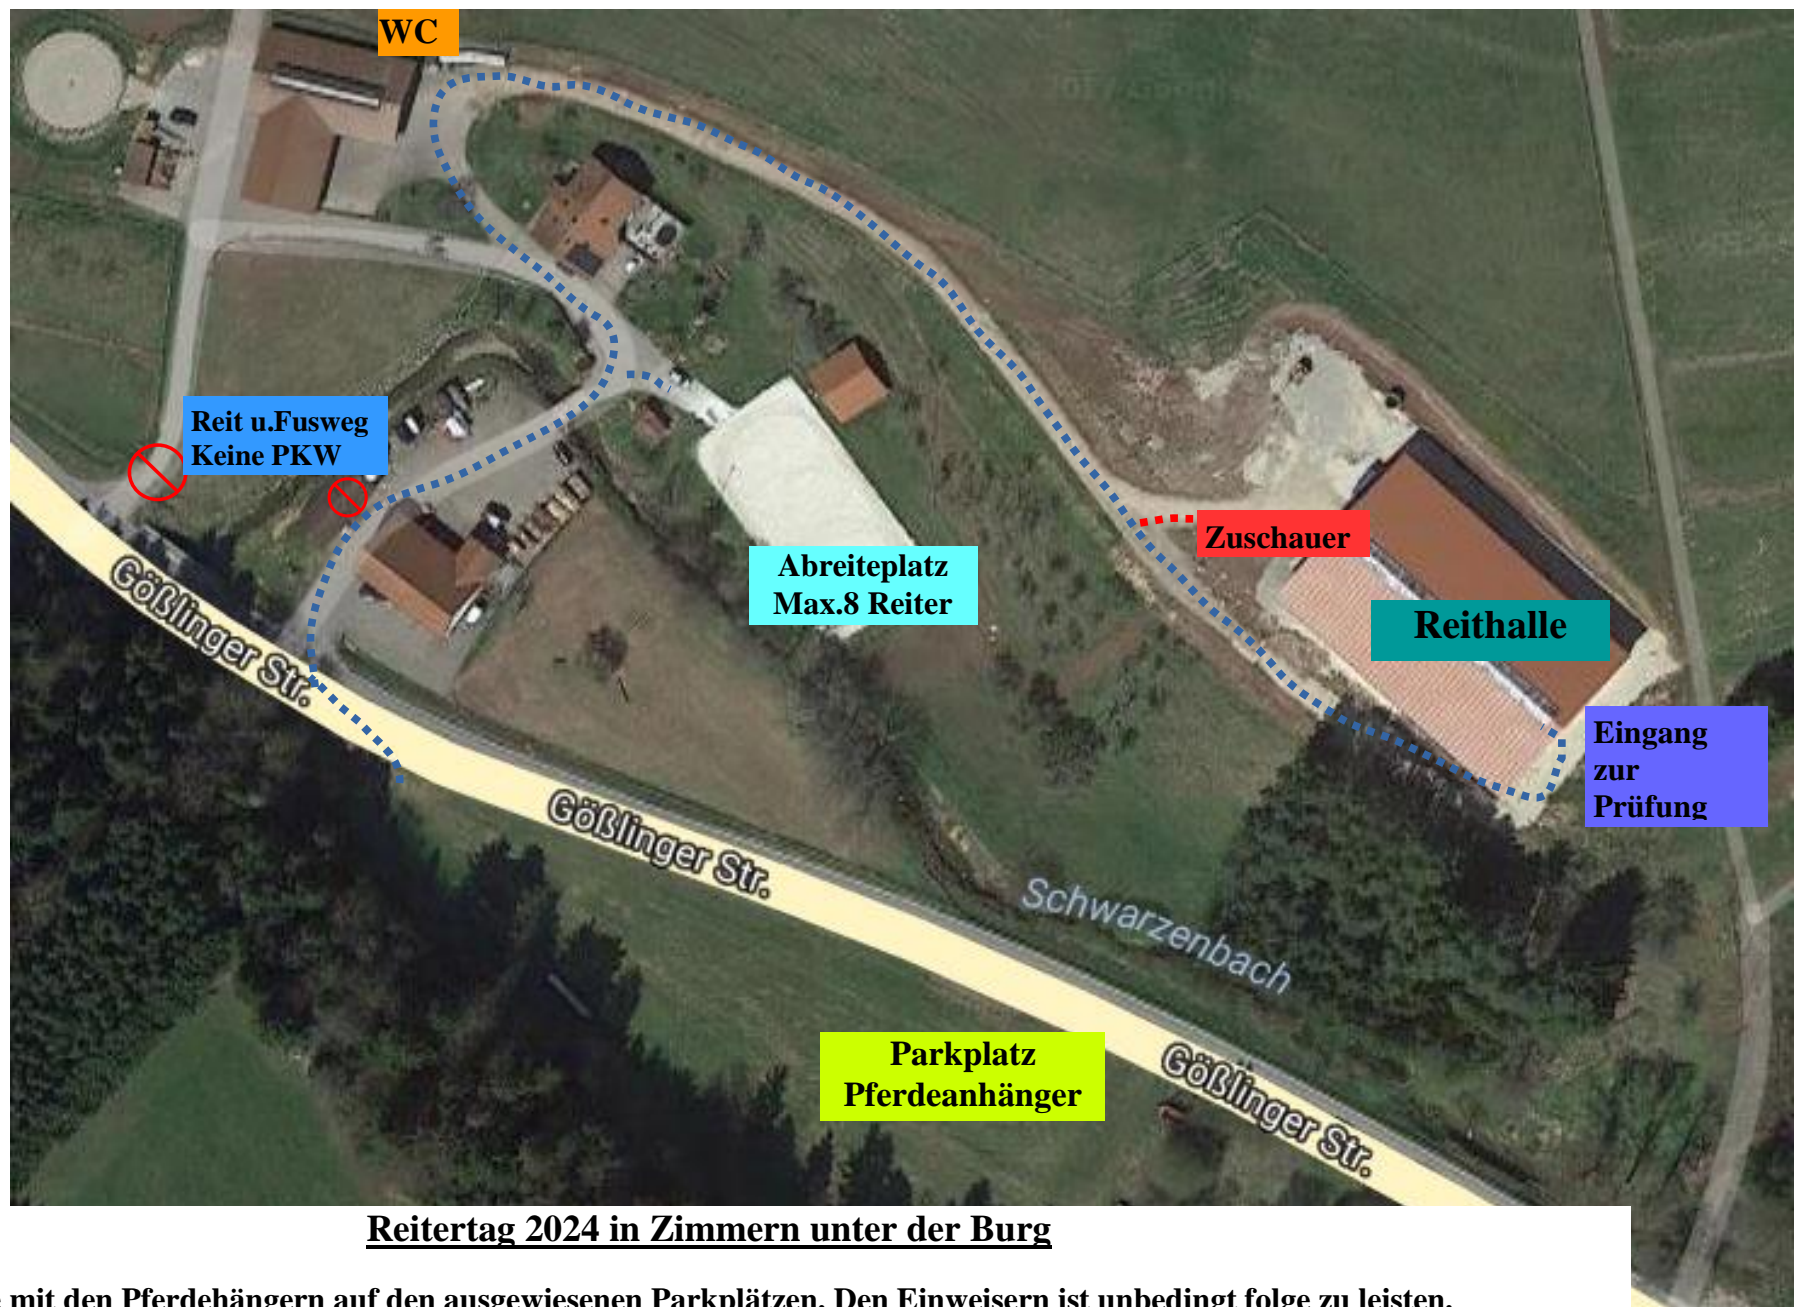 WC
Reit u.Fusweg
Keine PKW
Abreiteplatz
Max.8 Reiter
Zuschauer
Reithalle
Eingang
zur
Prüfung
Gößlinger Str.
Gößlinger Str.
Schwarzenbach
Parkplatz
Pferdeanhänger
Gößlinger Str.
Reitertag 2024 in Zimmern unter der Burg
mit den Pferdehängern auf den ausgewiesenen Parkplätzen. Den Einweisern ist unbedingt folge zu leisten.